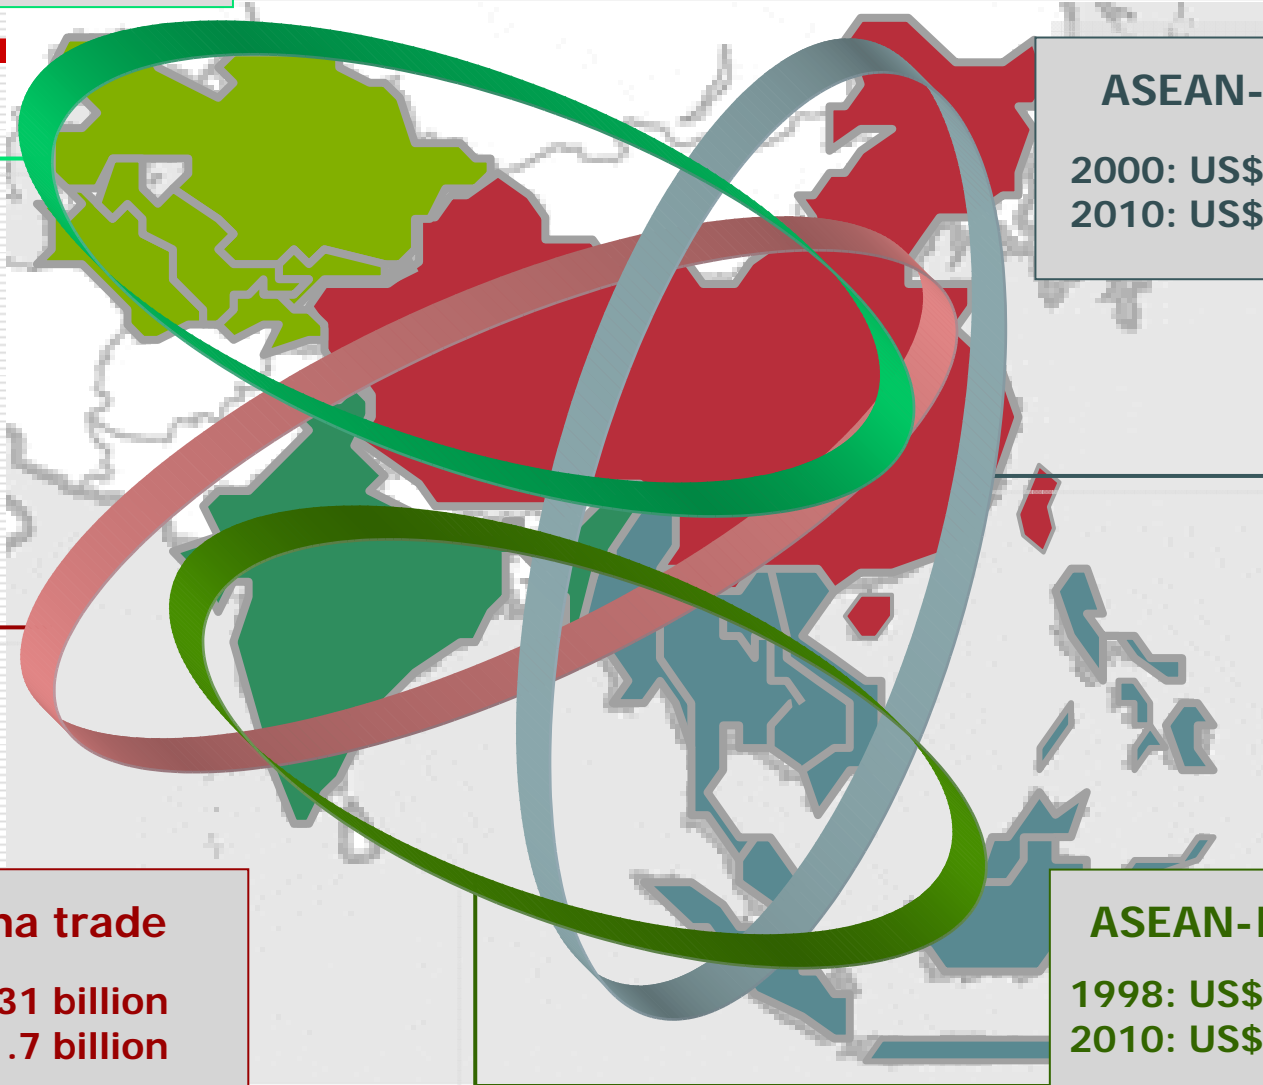 ASEAN-
2000: US$
2010: US$
na trade
31 billion
.7 billion
ASEAN-I
1998: US$
2010: US$